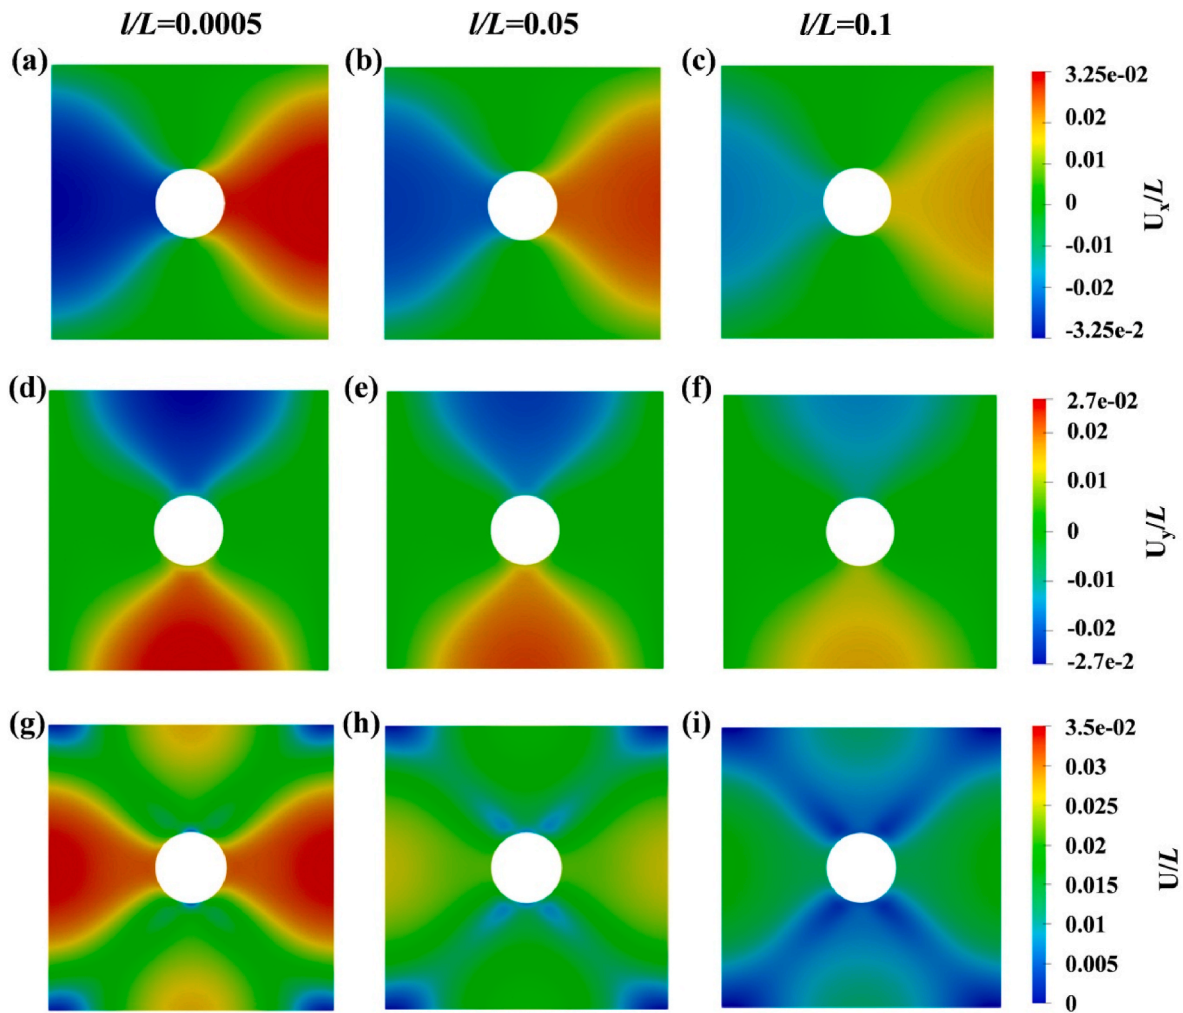 l/L=0.0005 l/L=0.05 l/L=0.1
(a) (b) (c)
3.25e-02
0.02
0.01
0
-0.01
-0.02
-3.25e-2
Ux/L
(d) (e) (f)
2.7e-02
0.02
0.01
0
-0.01
-0.02
-2.7e-2
Uy/L
(g) (h) (i)
3.5e-02
0.03
0.025
0.02
0.015
0.01
0.005
0
U/L